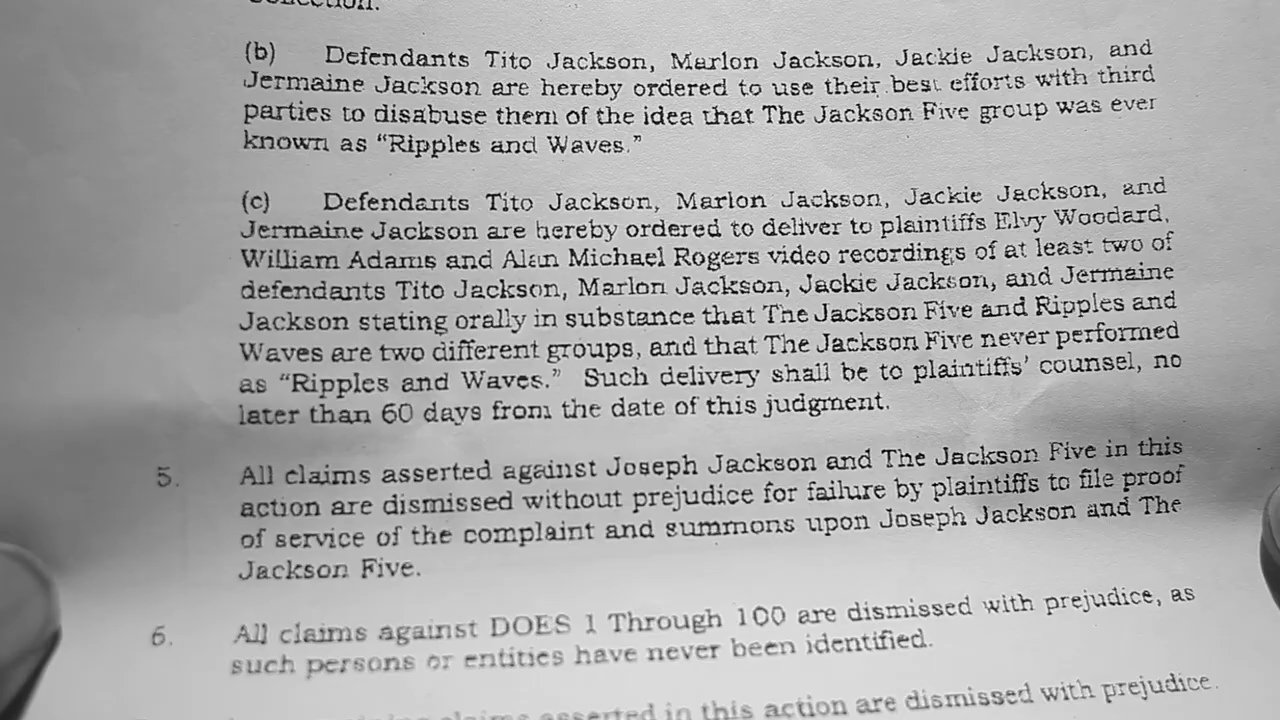 (b) Defendants Tito Jackson, Marlon Jackson, Jackie Jackson, and
Jermaine Jackson are hereby ordered to use their best efforts with third
parties to disabuse them of the idea that The Jackson Five group was ever
known as “Ripples and Waves.”
(c) Defendants Tito Jackson, Marlon Jackson, Jackie Jackson, and
Jermaine Jackson are hereby ordered to deliver to plaintiffs Elvy Woodard,
William Adams and Alan Michael Rogers video recordings of at least two of
defendants Tito Jackson, Marlon Jackson, Jackie Jackson, and Jermaine
Jackson stating orally in substance that The Jackson Five and Ripples and
Waves are two different groups, and that The Jackson Five never performed
as “Ripples and Waves.” Such delivery shall be to plaintiffs’ counsel, no
later than 60 days from the date of this judgment.
5. All claims asserted against Joseph Jackson and The Jackson Five in this
action are dismissed without prejudice for failure by plaintiffs to file proof
of service of the complaint and summons upon Joseph Jackson and The
Jackson Five.
6. All claims against DOES 1 Through 100 are dismissed with prejudice, as
such persons or entities have never been identified.
claims asserted in this action are dismissed with prejudice.